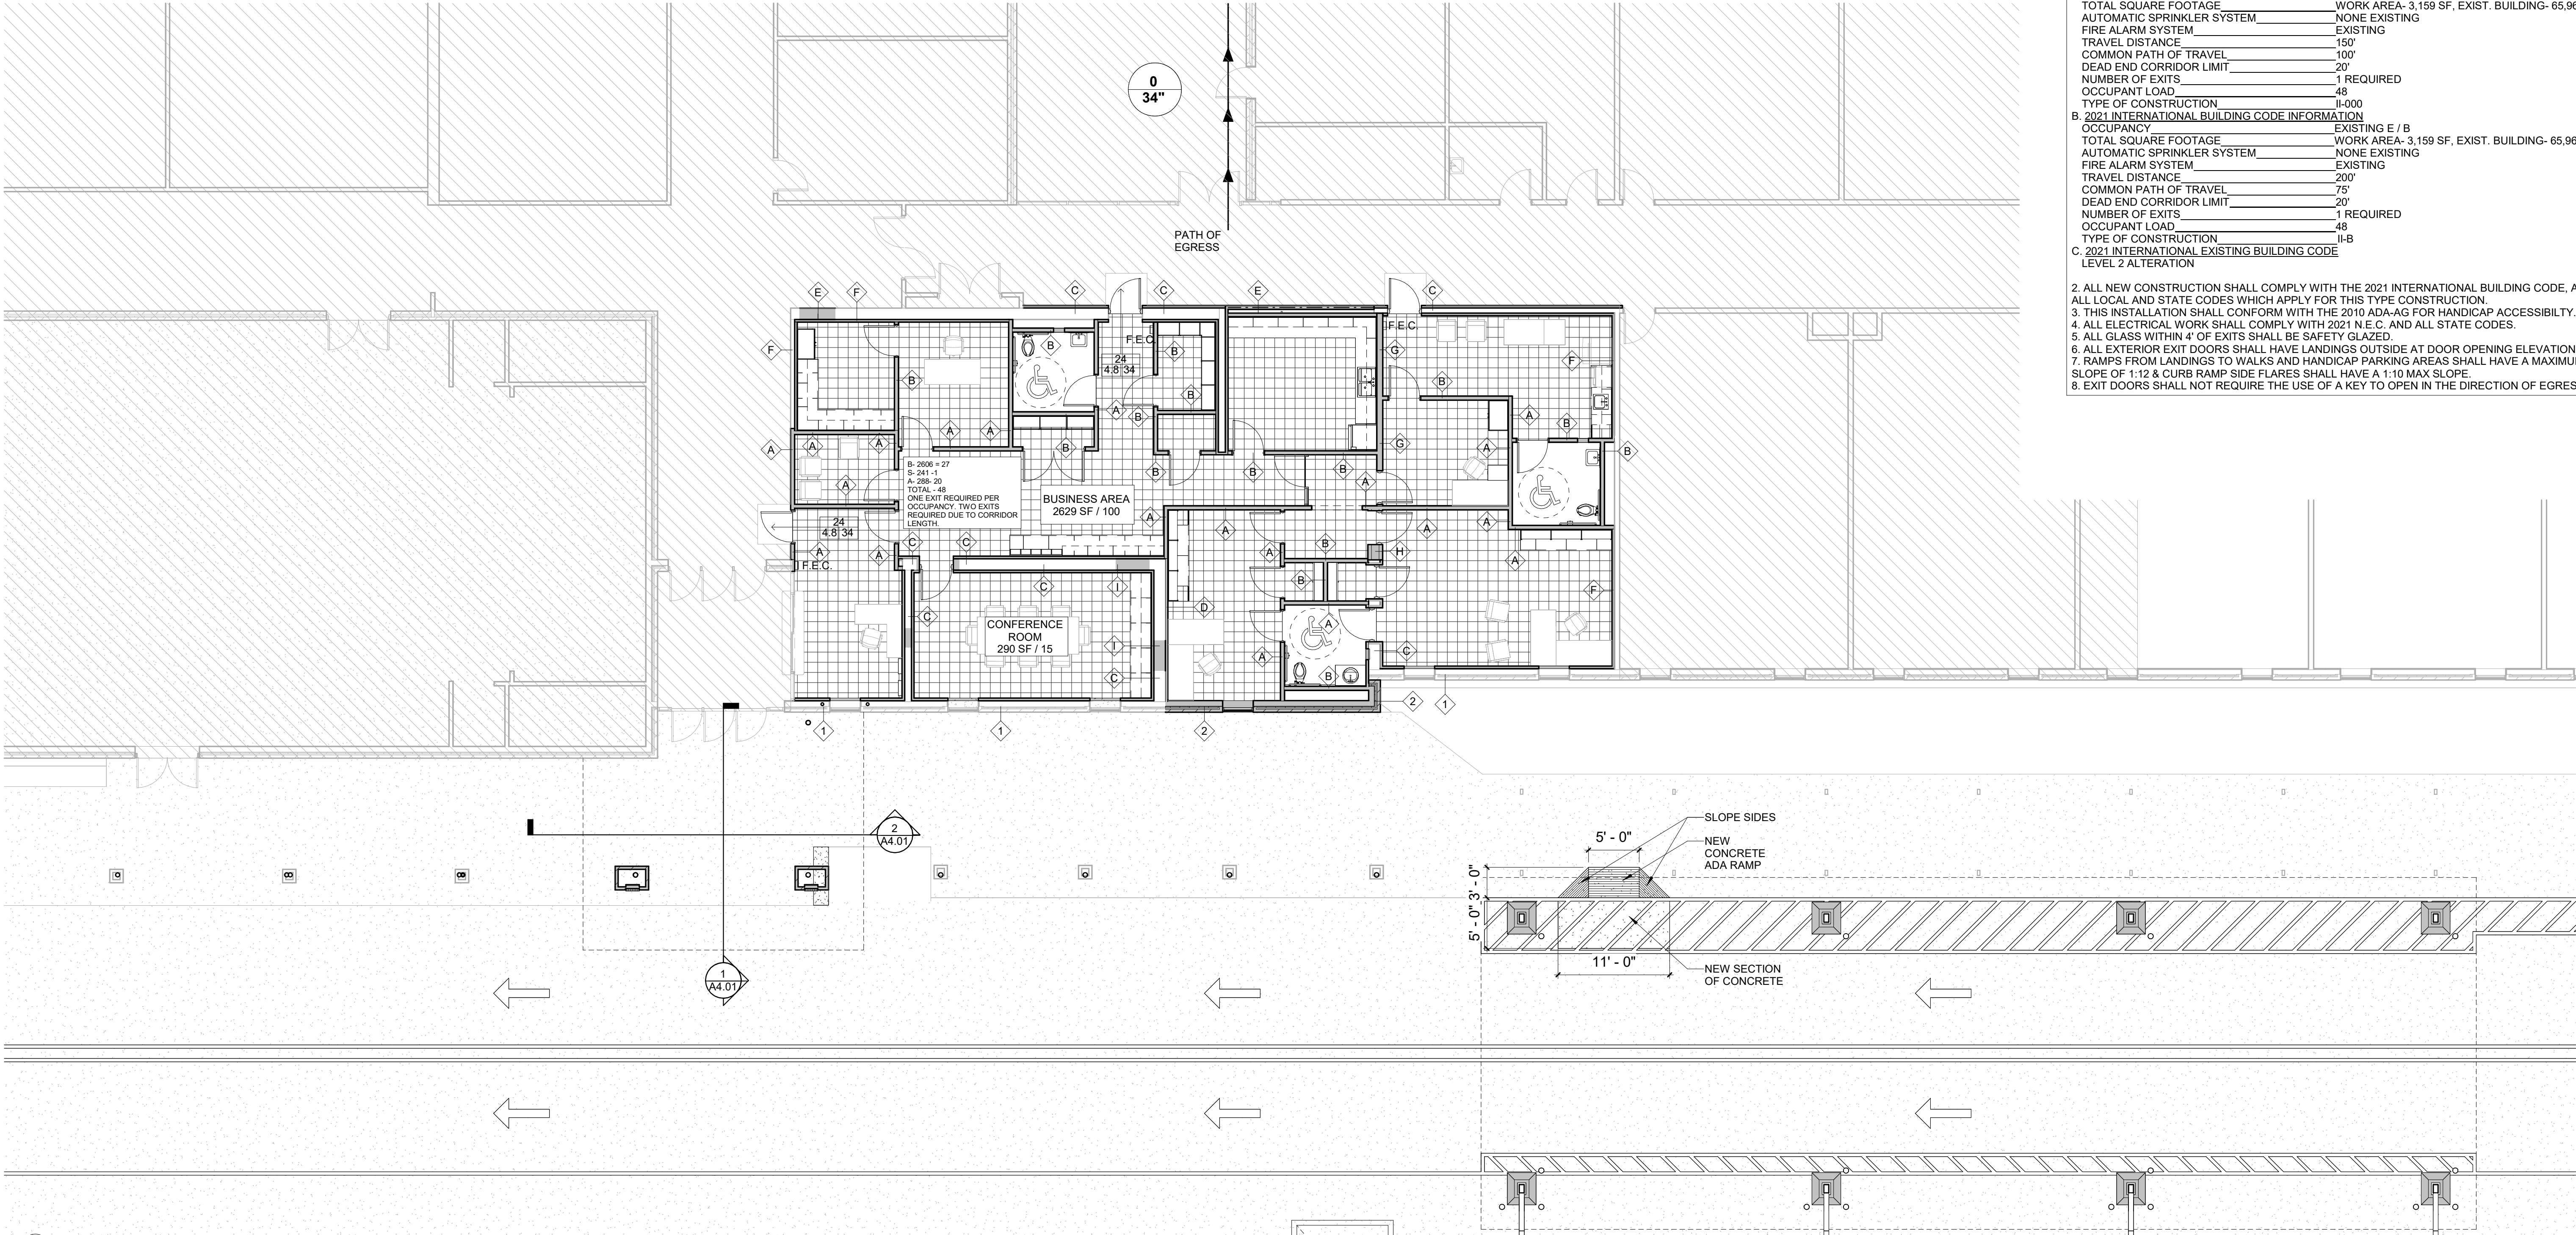 TOTAL SQUARE FOOTAGE WORK AREA- 3,159 SF, EXIST. BUILDING- 65,96
AUTOMATIC SPRINKLER SYSTEM NONE EXISTING
FIRE ALARM SYSTEM EXISTING
TRAVEL DISTANCE 150'
COMMON PATH OF TRAVEL 100'
DEAD END CORRIDOR LIMIT 20'
NUMBER OF EXITS 1 REQUIRED
OCCUPANT LOAD 48
TYPE OF CONSTRUCTION II-000
B. 2021 INTERNATIONAL BUILDING CODE INFORMATION
OCCUPANCY EXISTING E / B
TOTAL SQUARE FOOTAGE WORK AREA- 3,159 SF, EXIST. BUILDING- 65,96
AUTOMATIC SPRINKLER SYSTEM NONE EXISTING
FIRE ALARM SYSTEM EXISTING
TRAVEL DISTANCE 200'
COMMON PATH OF TRAVEL 75'
DEAD END CORRIDOR LIMIT 20'
NUMBER OF EXITS 1 REQUIRED
OCCUPANT LOAD 48
TYPE OF CONSTRUCTION II-B
C. 2021 INTERNATIONAL EXISTING BUILDING CODE
LEVEL 2 ALTERATION
2. ALL NEW CONSTRUCTION SHALL COMPLY WITH THE 2021 INTERNATIONAL BUILDING CODE, A
ALL LOCAL AND STATE CODES WHICH APPLY FOR THIS TYPE CONSTRUCTION.
3. THIS INSTALLATION SHALL CONFORM WITH THE 2010 ADA-AG FOR HANDICAP ACCESSIBILTY.
4. ALL ELECTRICAL WORK SHALL COMPLY WITH 2021 N.E.C. AND ALL STATE CODES.
5. ALL GLASS WITHIN 4' OF EXITS SHALL BE SAFETY GLAZED.
6. ALL EXTERIOR EXIT DOORS SHALL HAVE LANDINGS OUTSIDE AT DOOR OPENING ELEVATION
7. RAMPS FROM LANDINGS TO WALKS AND HANDICAP PARKING AREAS SHALL HAVE A MAXIMU
SLOPE OF 1:12 & CURB RAMP SIDE FLARES SHALL HAVE A 1:10 MAX SLOPE.
8. EXIT DOORS SHALL NOT REQUIRE THE USE OF A KEY TO OPEN IN THE DIRECTION OF EGRES
0
34"
PATH OF
EGRESS
E F C C E C
F.E.C.
F.E.C.
F B B G F
24
4.8 34
B B B
A B A B
A A A A B G A
A B B B B B
A A
B- 2606 = 27
S- 241 -1
A- 288- 20
TOTAL - 48
ONE EXIT REQUIRED PER
OCCUPANCY. TWO EXITS
REQUIRED DUE TO CORRIDOR
LENGTH.
BUSINESS AREA
2629 SF / 100
24
4.8 34
A A A A A
A A C C A B H A
F.E.C.
C I B F
C D A
CONFERENCE
ROOM
290 SF / 15
I A C
C B
1 1 2 2 1
2
A4.01
1
A4.01
SLOPE SIDES
5' - 0"
NEW
CONCRETE
ADA RAMP
3' - 0"
5' - 0"
11' - 0"
NEW SECTION
OF CONCRETE